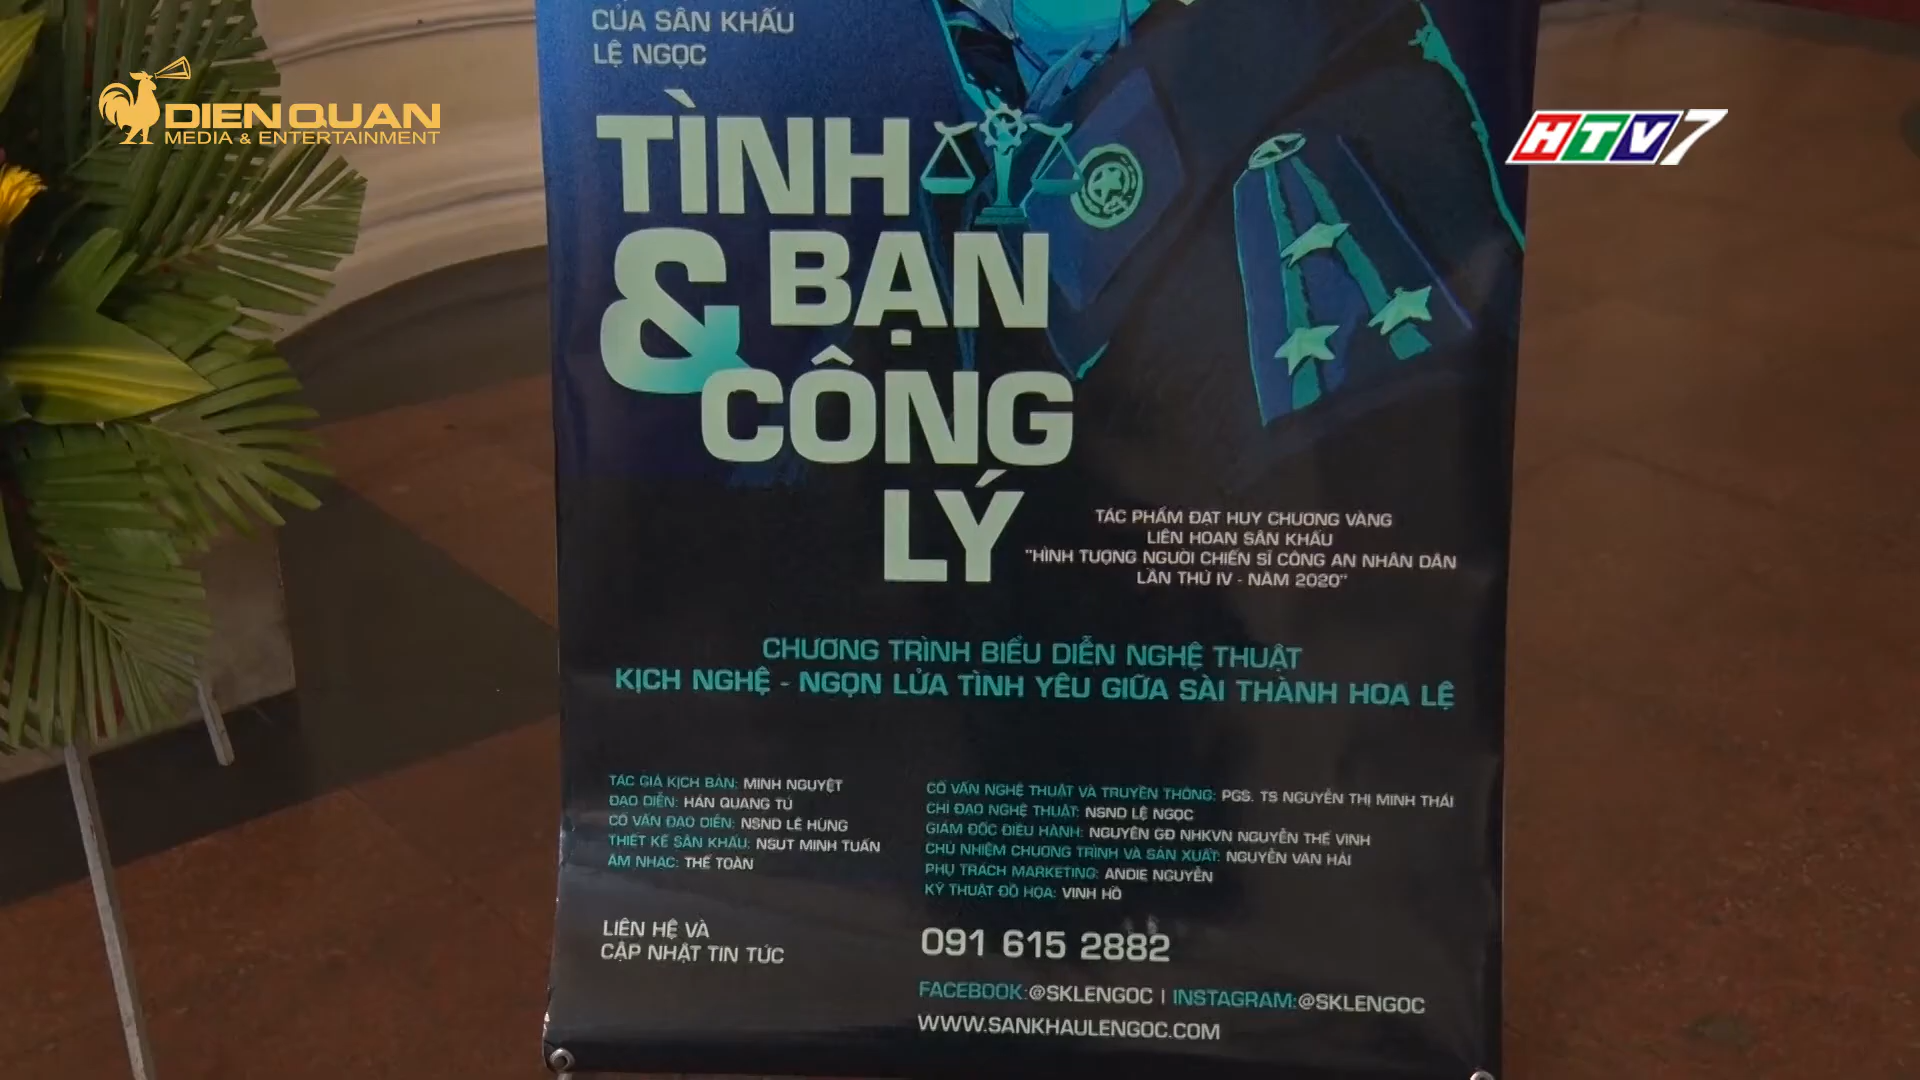 CỦA SÂN KHẤU
LỆ NGỌC
DIEN QUAN
MEDIA & ENTERTAINMENT
HTV7
TÌNH
& BẠN
CÔNG
LÝ
TÁC PHẨM ĐẠT HUY CHƯƠNG VÀNG
LIÊN HOAN SÂN KHẤU
"HÌNH TƯỢNG NGƯỜI CHIẾN SĨ CÔNG AN NHÂN DÂN
LẦN THỨ IV - NĂM 2020"
CHƯƠNG TRÌNH BIỂU DIỄN NGHỆ THUẬT
KỊCH NGHỆ - NGỌN LỬA TÌNH YÊU GIỮA SÀI THÀNH HOA LỆ
TÁC GIẢ KỊCH BẢN: MINH NGUYỆT
ĐẠO DIỄN: HÁN QUANG TÚ
CỐ VẤN ĐẠO DIỄN: NSND LÊ HÙNG
THIẾT KẾ SÂN KHẤU: NSUT MINH TUẤN
ÂM NHẠC: THẾ TOÀN
CỐ VẤN NGHỆ THUẬT VÀ TRUYỀN THÔNG: PGS. TS NGUYỄN THỊ MINH THÁI
CHỈ ĐẠO NGHỆ THUẬT: NSND LỆ NGỌC
GIÁM ĐỐC ĐIỀU HÀNH: NGUYÊN GĐ NHKVN NGUYỄN THẾ VINH
CHỦ NHIỆM CHƯƠNG TRÌNH VÀ SẢN XUẤT: NGUYỄN VĂN HẢI
PHỤ TRÁCH MARKETING: ANDIE NGUYỄN
KỸ THUẬT ĐỒ HỌA: VINH HỒ
LIÊN HỆ VÀ
CẬP NHẬT TIN TỨC
091 615 2882
FACEBOOK:@SKLENGOC | INSTAGRAM:@SKLENGOC
WWW.SANKHAULENGOC.COM